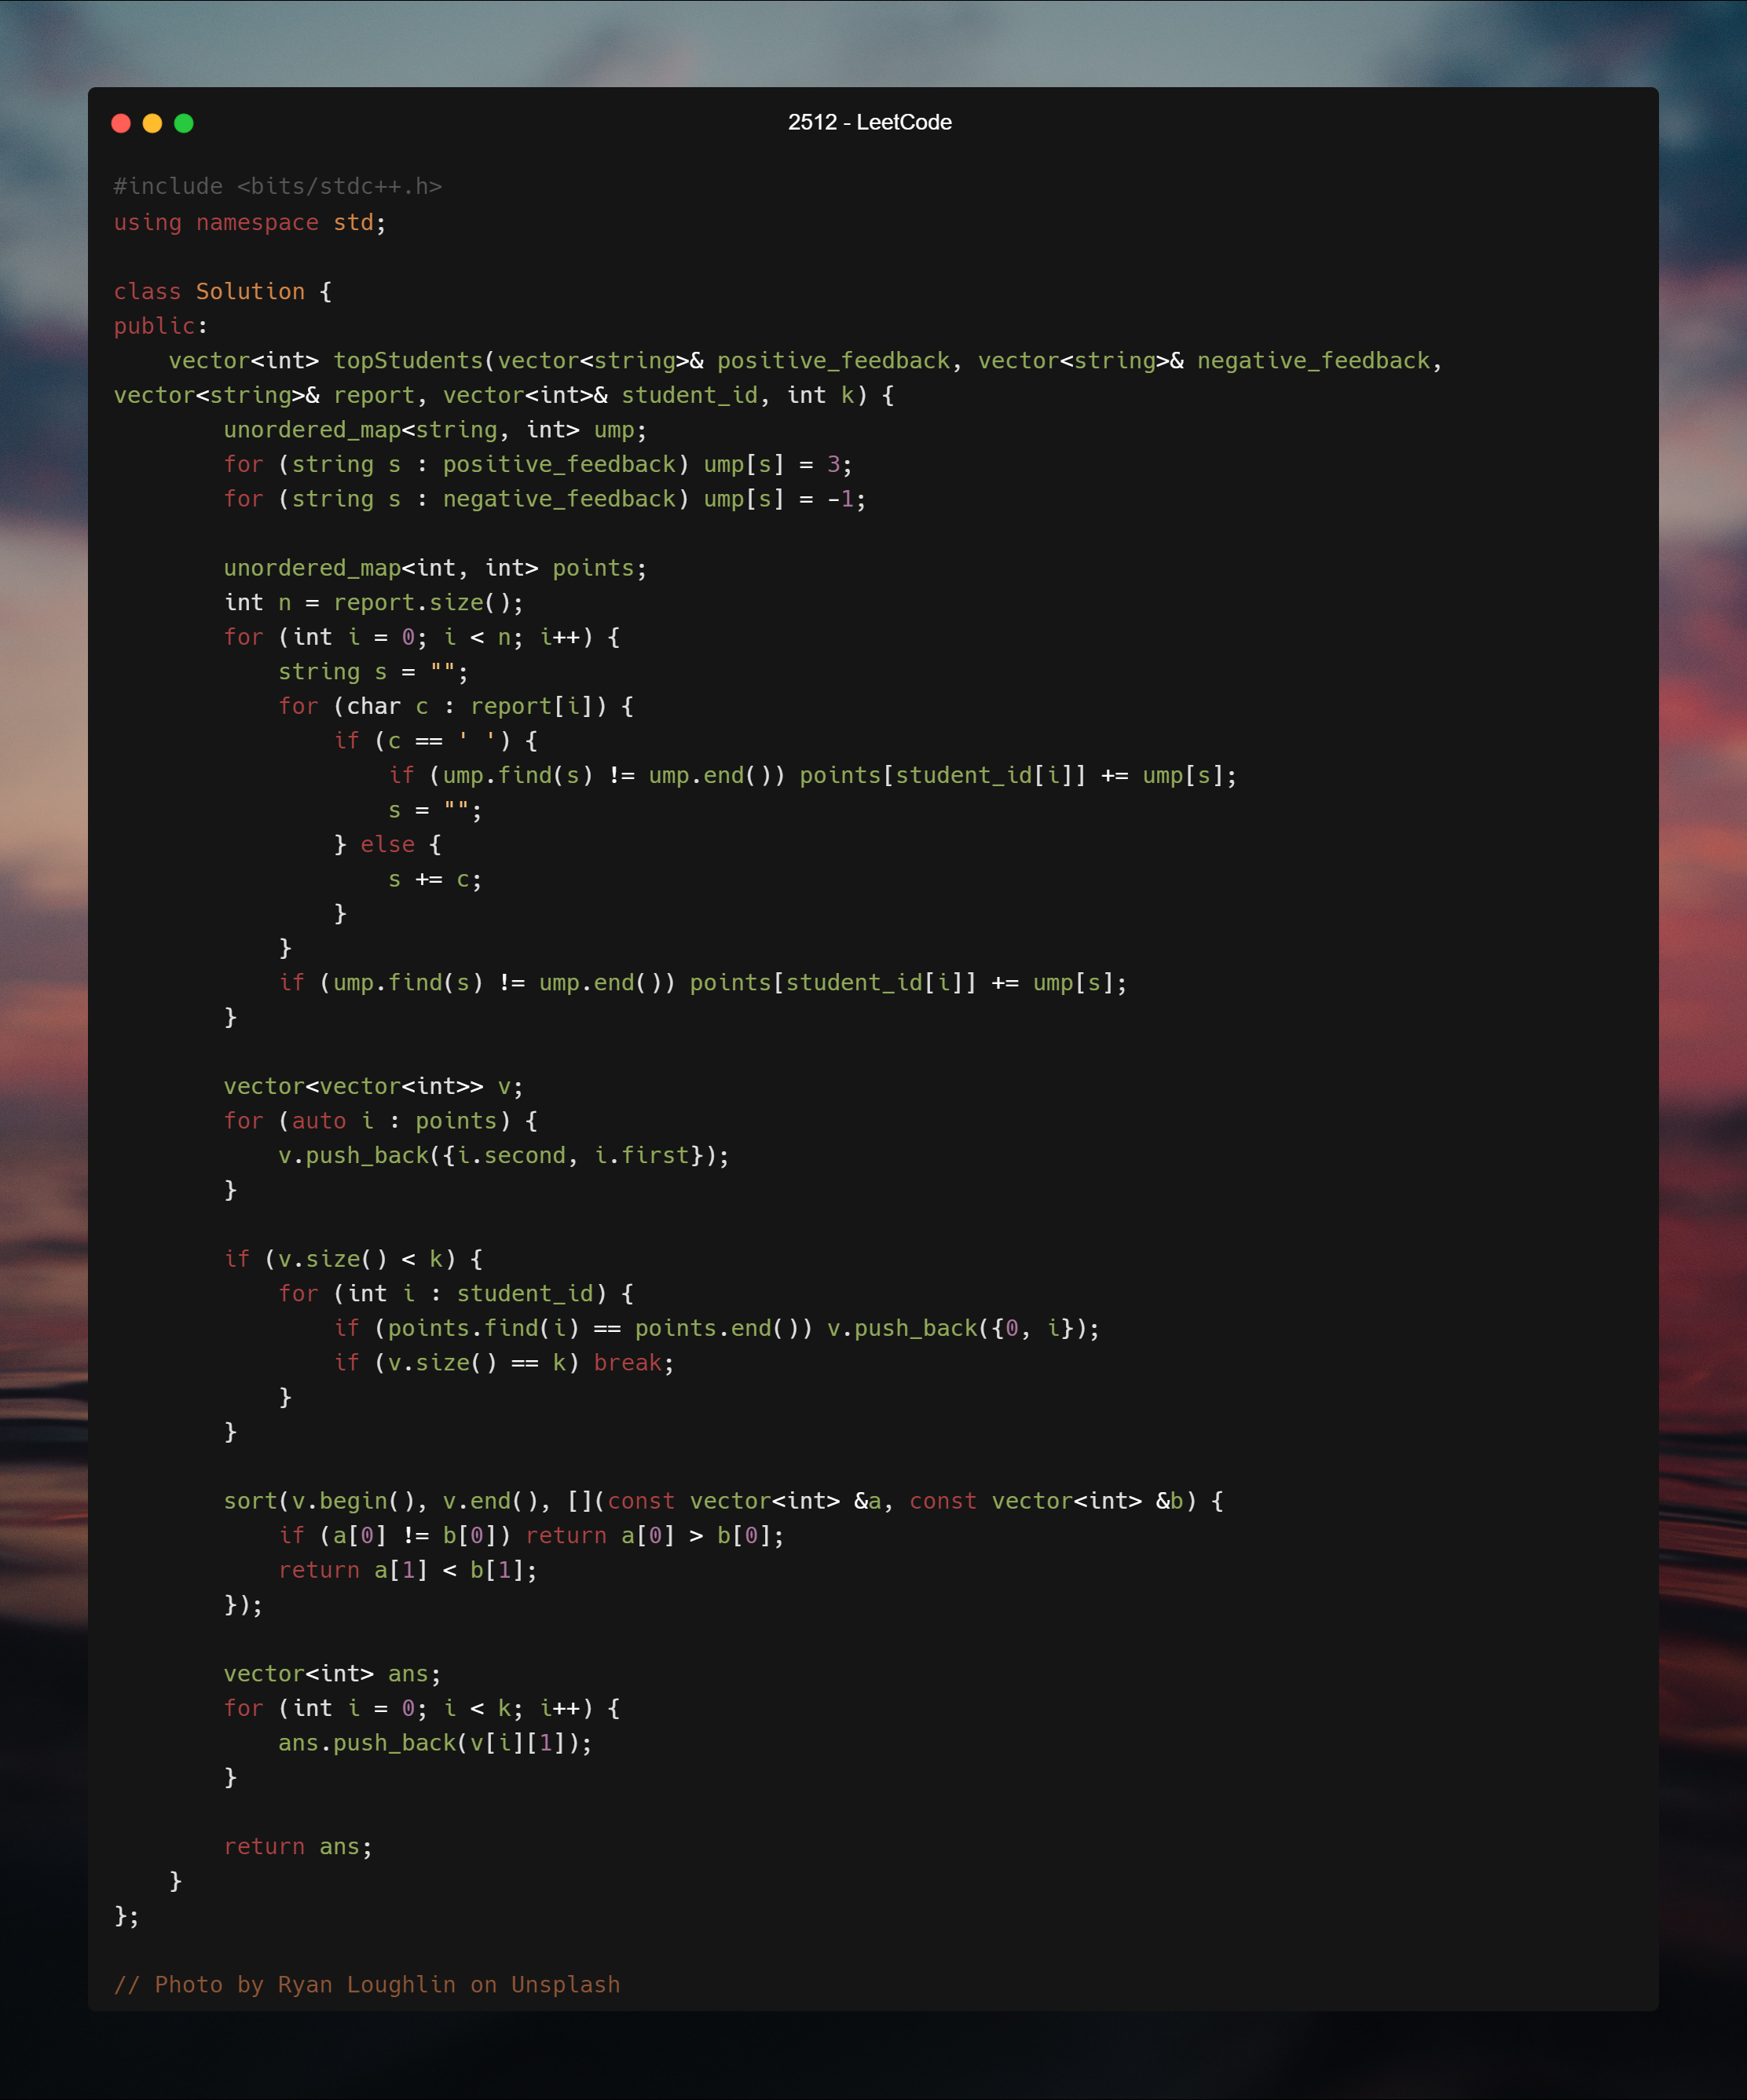 2512 - LeetCode
#include <bits/stdc++.h>
using namespace std;
class Solution {
public:
    vector<int> topStudents(vector<string>& positive_feedback, vector<string>& negative_feedback,
vector<string>& report, vector<int>& student_id, int k) {
        unordered_map<string, int> ump;
        for (string s : positive_feedback) ump[s] = 3;
        for (string s : negative_feedback) ump[s] = -1;
        unordered_map<int, int> points;
        int n = report.size();
        for (int i = 0; i < n; i++) {
            string s = "";
            for (char c : report[i]) {
                if (c == ' ') {
                    if (ump.find(s) != ump.end()) points[student_id[i]] += ump[s];
                    s = "";
                } else {
                    s += c;
                }
            }
            if (ump.find(s) != ump.end()) points[student_id[i]] += ump[s];
        }
        vector<vector<int>> v;
        for (auto i : points) {
            v.push_back({i.second, i.first});
        }
        if (v.size() < k) {
            for (int i : student_id) {
                if (points.find(i) == points.end()) v.push_back({0, i});
                if (v.size() == k) break;
            }
        }
        sort(v.begin(), v.end(), [](const vector<int> &a, const vector<int> &b) {
            if (a[0] != b[0]) return a[0] > b[0];
            return a[1] < b[1];
        });
        vector<int> ans;
        for (int i = 0; i < k; i++) {
            ans.push_back(v[i][1]);
        }
        return ans;
    }
};
// Photo by Ryan Loughlin on Unsplash